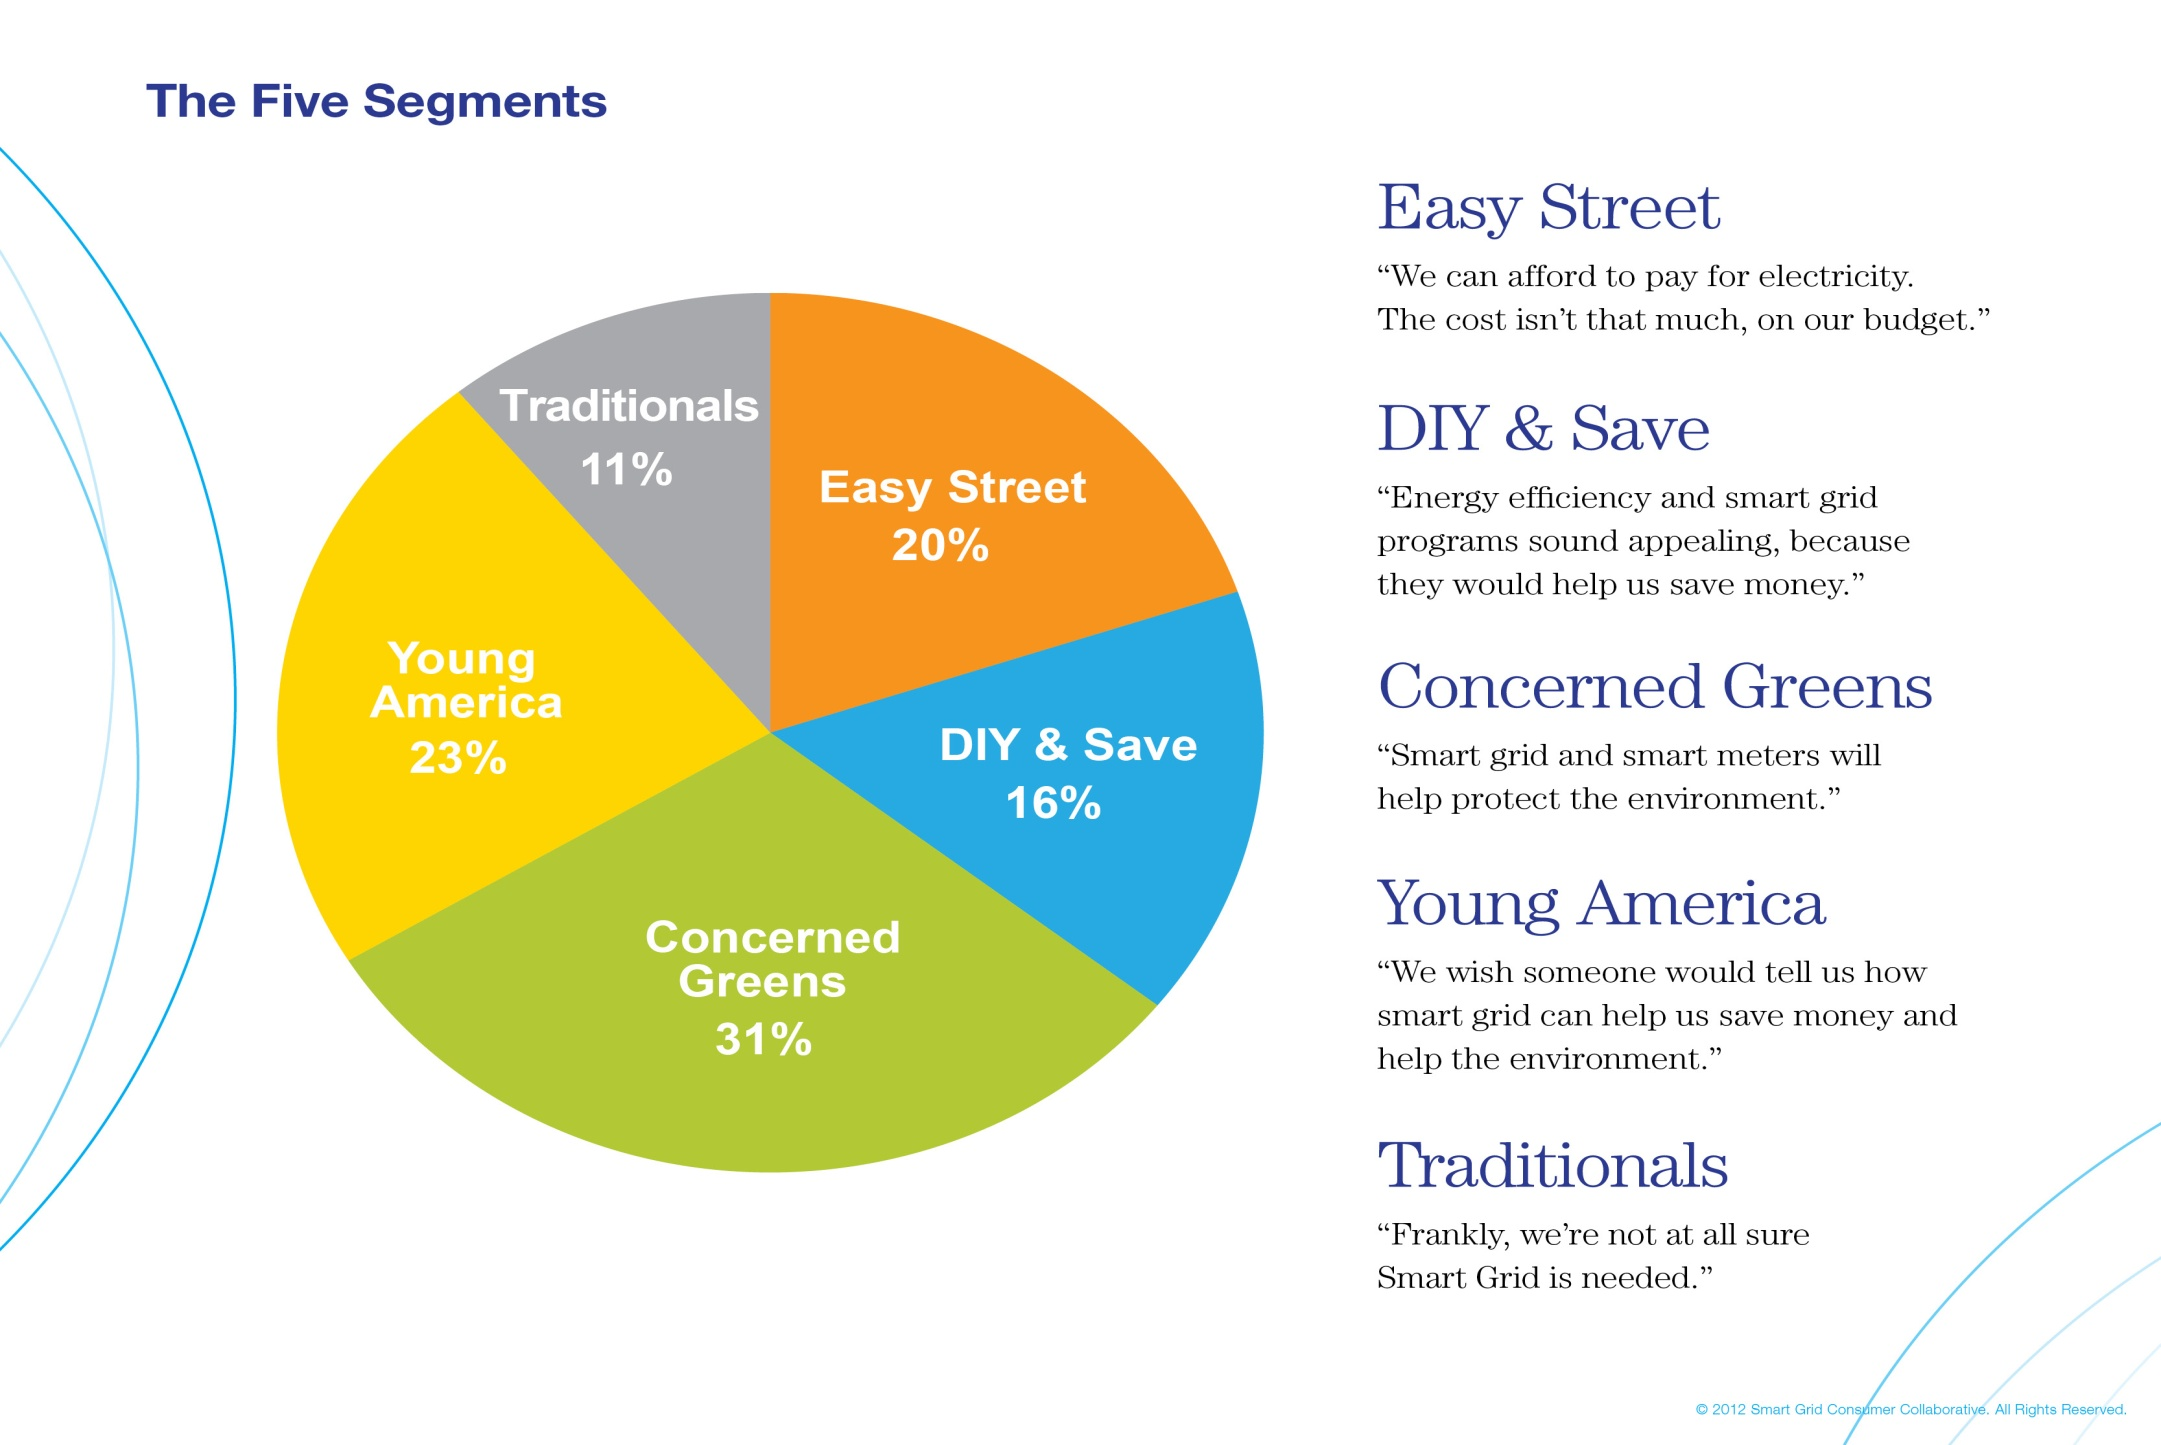 The Five Segments
Traditionals
11%
Easy Street
20%
Young
America
23%
DIY & Save
16%
Concerned
Greens
31%
Easy Street
“We can afford to pay for electricity.
The cost isn’t that much, on our budget.”
DIY & Save
“Energy efficiency and smart grid
programs sound appealing, because
they would help us save money.”
Concerned Greens
“Smart grid and smart meters will
help protect the environment.”
Young America
“We wish someone would tell us how
smart grid can help us save money and
help the environment.”
Traditionals
“Frankly, we’re not at all sure
Smart Grid is needed.”
© 2012 Smart Grid Consumer Collaborative. All Rights Reserved.